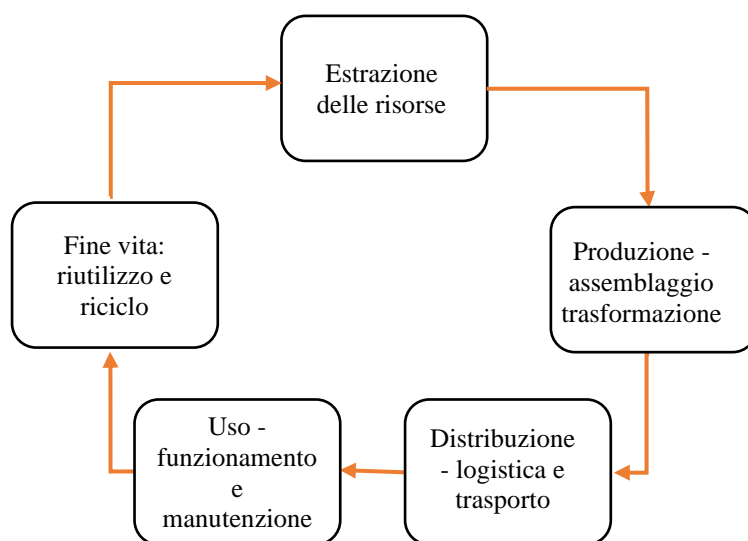 Estrazione
delle risorse
Produzione -
assemblaggio
trasformazione
Distribuzione
- logistica e
trasporto
Uso -
funzionamento
e
manutenzione
Fine vita:
riutilizzo e
riciclo